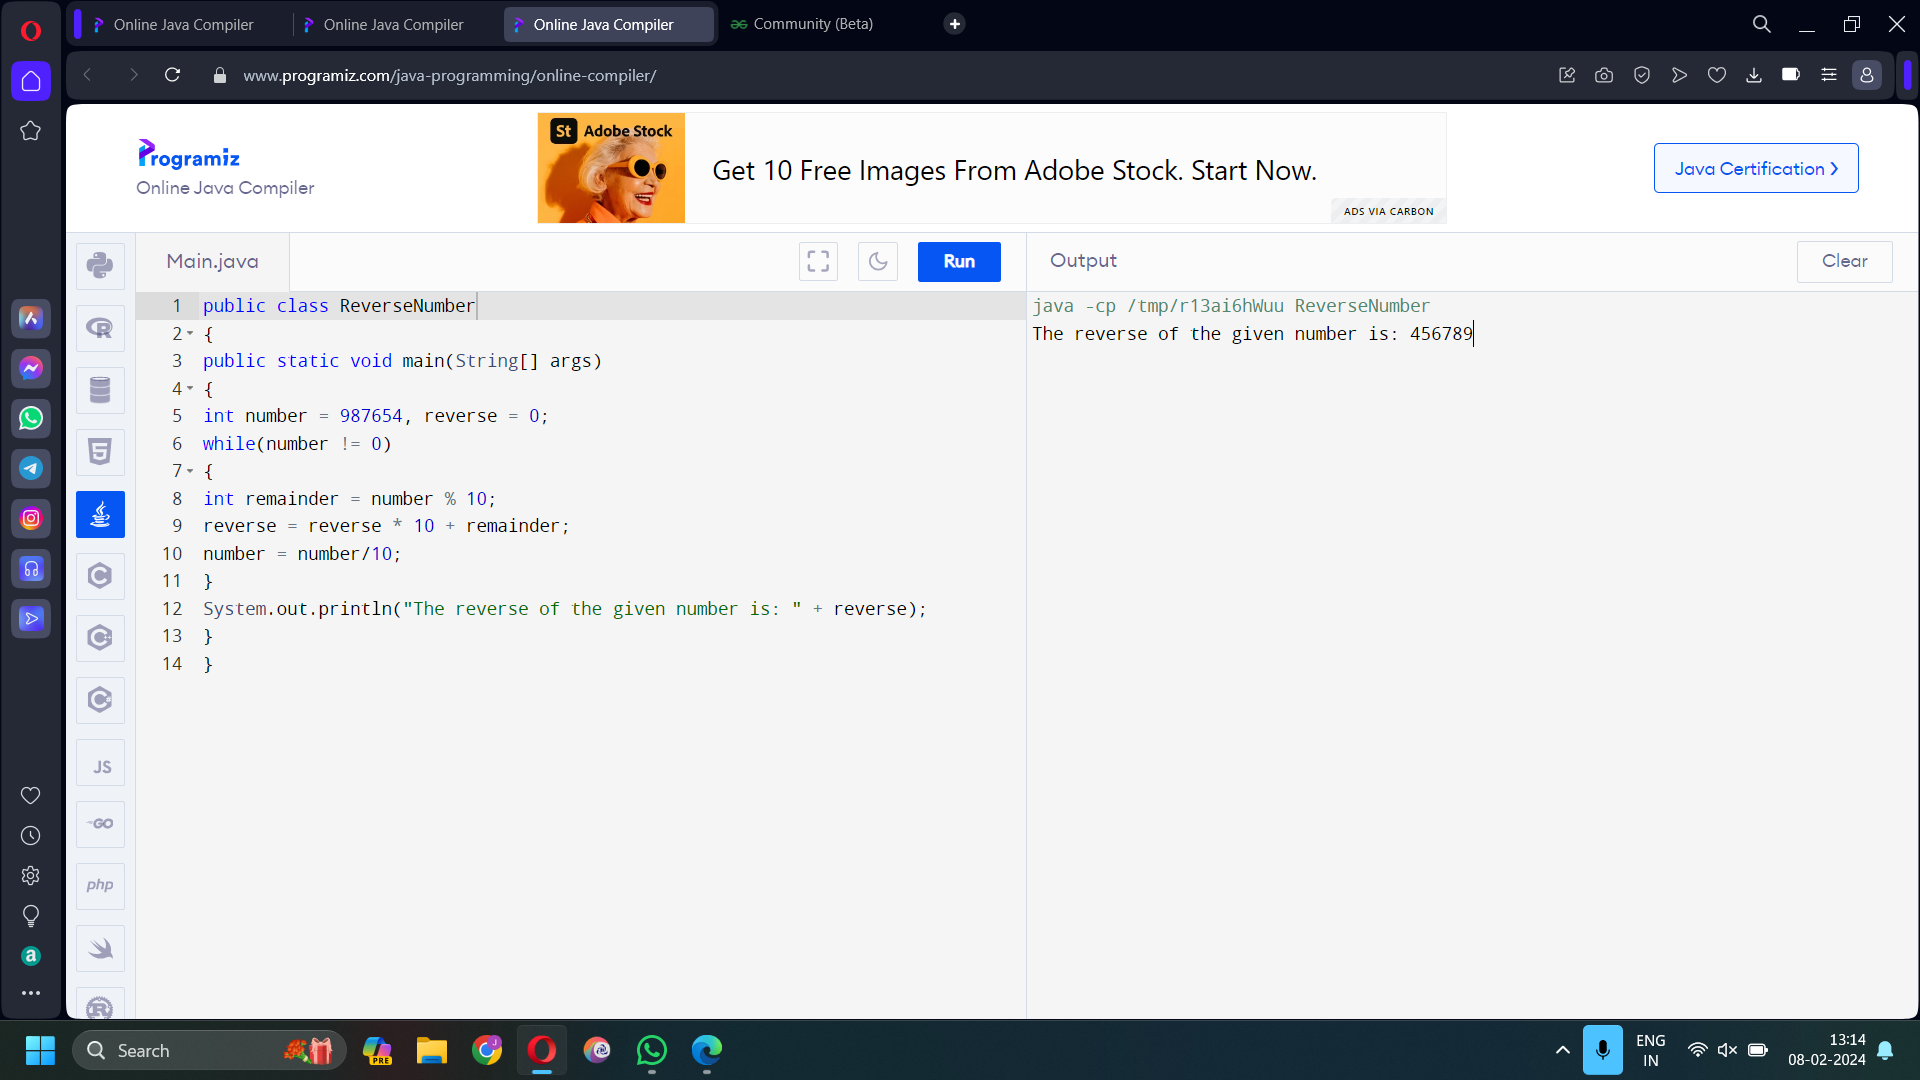 Online Java Compiler
Online Java Compiler
Online Java Compiler
Community (Beta)
www.programiz.com/java-programming/online-compiler/
Programiz
Online Java Compiler
St Adobe Stock
Get 10 Free Images From Adobe Stock. Start Now.
ADS VIA CARBON
Java Certification
Main.java
Run
Output
Clear
1 public class ReverseNumber
2 {
3 public static void main(String[] args)
4 {
5 int number = 987654, reverse = 0;
6 while(number != 0)
7 {
8 int remainder = number % 10;
9 reverse = reverse * 10 + remainder;
10 number = number/10;
11 }
12 System.out.println("The reverse of the given number is: " + reverse);
13 }
14 }
java -cp /tmp/r13ai6hWuu ReverseNumber
The reverse of the given number is: 456789
JS
GO
php
a
Search
PRE
J
ENG
IN
13:14
08-02-2024